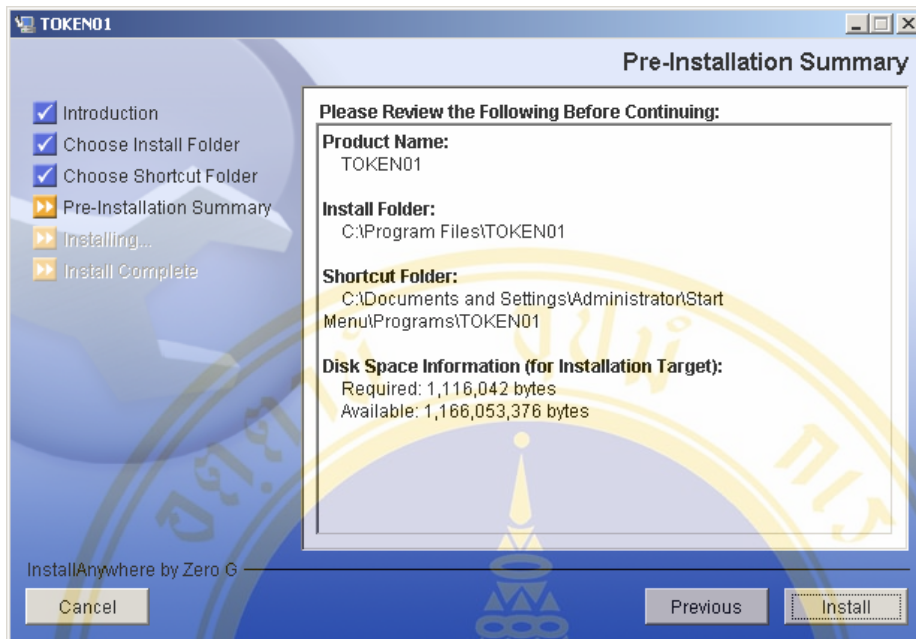 TOKEN01
Pre-Installation Summary
Introduction
Choose Install Folder
Choose Shortcut Folder
Pre-Installation Summary
Installing...
Install Complete
Please Review the Following Before Continuing:
Product Name:
TOKEN01
Install Folder:
C:\Program Files\TOKEN01
Shortcut Folder:
C:\Documents and Settings\Administrator\Start
Menu\Programs\TOKEN01
Disk Space Information (for Installation Target):
Required: 1,116,042 bytes
Available: 1,166,053,376 bytes
InstallAnywhere by Zero G
Cancel
Previous
Install